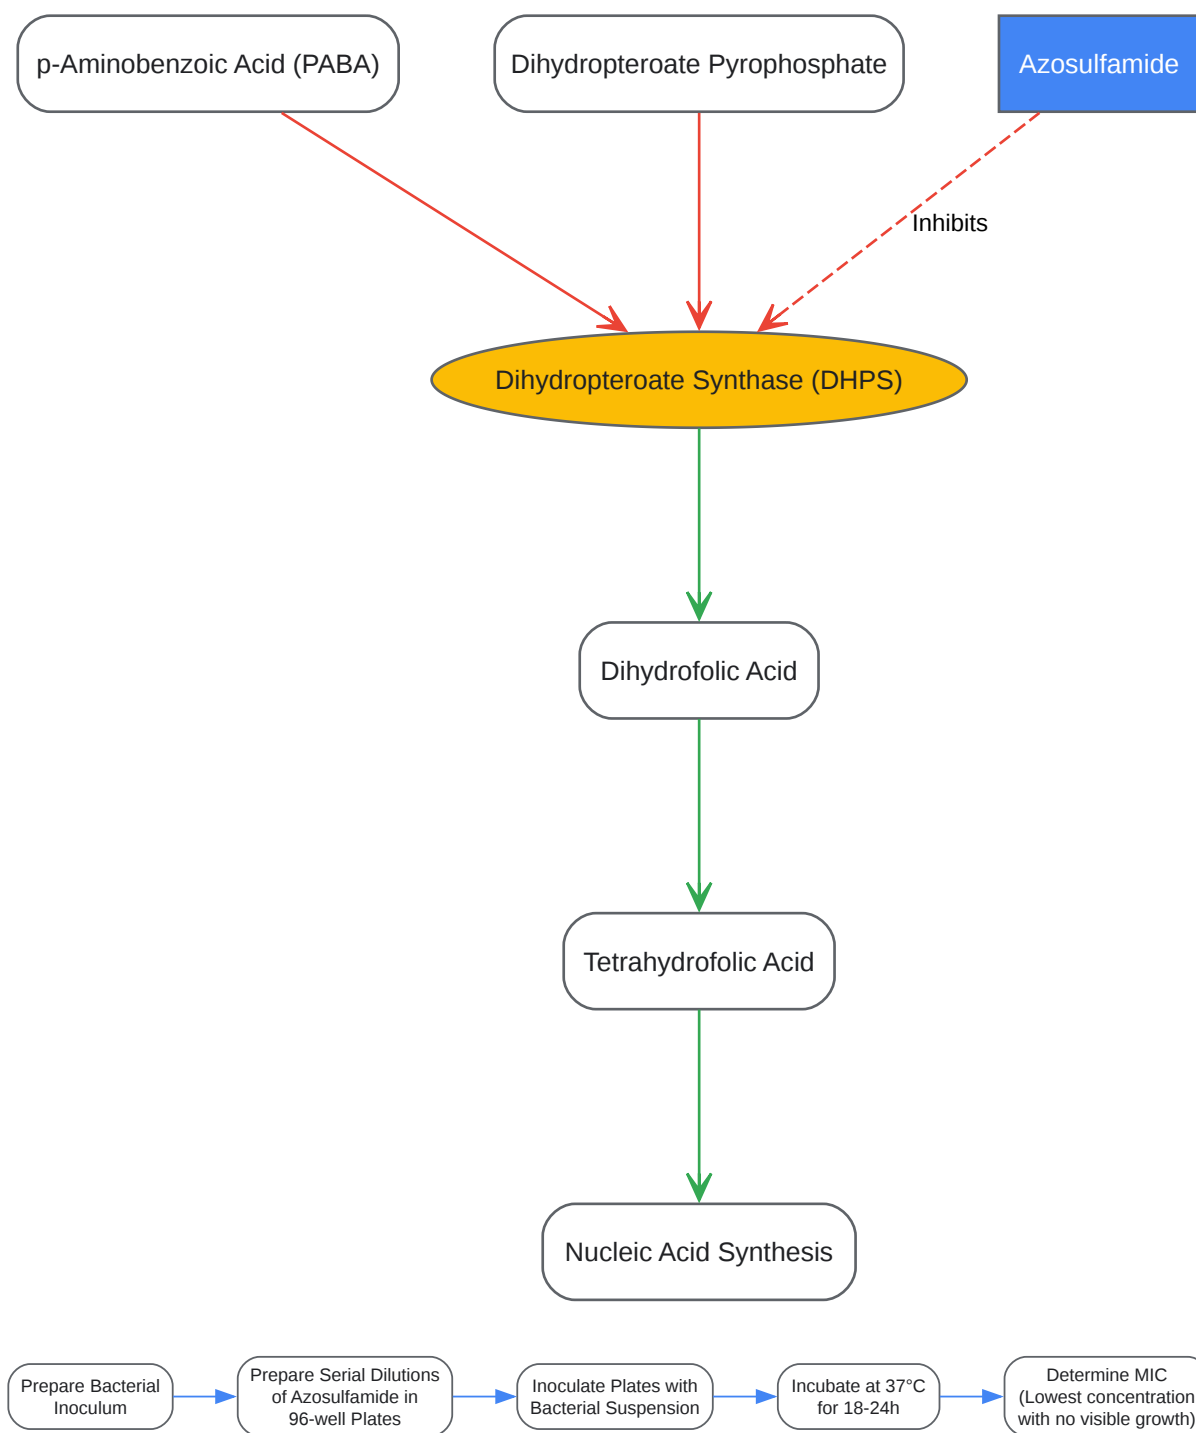 p-Aminobenzoic Acid (PABA)
Dihydropteroate Pyrophosphate
Azosulfamide
Inhibits
Dihydropteroate Synthase (DHPS)
Dihydrofolic Acid
Tetrahydrofolic Acid
Nucleic Acid Synthesis
Prepare Bacterial
Inoculum
Prepare Serial Dilutions
of Azosulfamide in
96-well Plates
Inoculate Plates with
Bacterial Suspension
Incubate at 37°C
for 18-24h
Determine MIC
(Lowest concentration
with no visible growth)